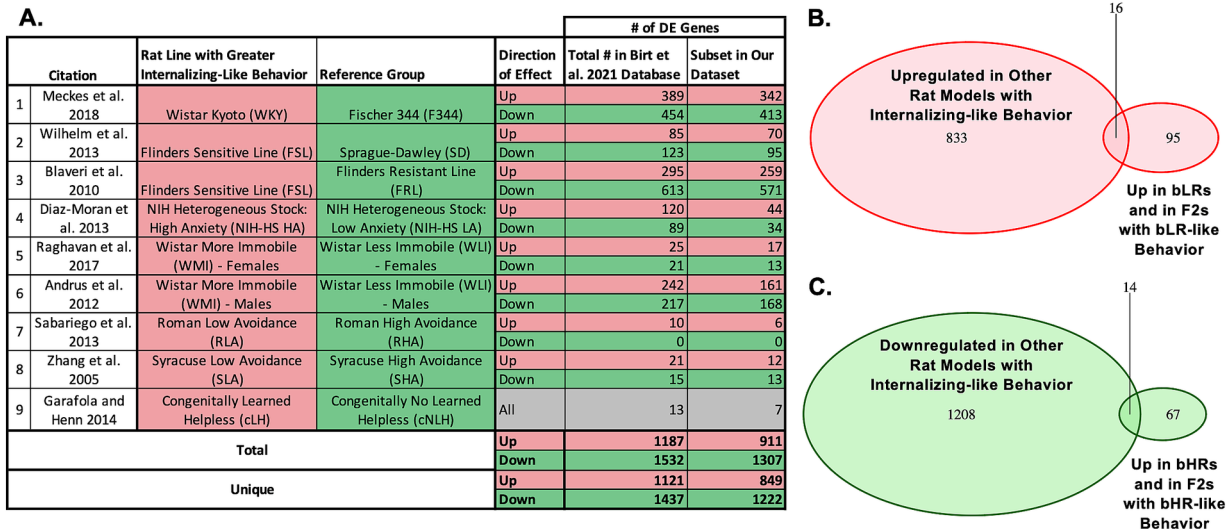 A.
# of DE Genes
Citation
Rat Line with Greater
Internalizing-Like Behavior
Reference Group
Direction
of Effect
Total # in Birt et
al. 2021 Database
Subset in Our
Dataset
1
Meckes et al.
2018
Wistar Kyoto (WKY)
Fischer 344 (F344)
Up 389 342
Down 454 413
2
Wilhelm et al.
2013
Flinders Sensitive Line (FSL)
Sprague-Dawley (SD)
Up 85 70
Down 123 95
3
Blaveri et al.
2010
Flinders Sensitive Line (FSL)
Flinders Resistant Line
(FRL)
Up 295 259
Down 613 571
4
Diaz-Moran et
al. 2013
NIH Heterogeneous Stock:
High Anxiety (NIH-HS HA)
NIH Heterogeneous Stock:
Low Anxiety (NIH-HS LA)
Up 120 44
Down 89 34
5
Raghavan et al.
2017
Wistar More Immobile
(WMI) - Females
Wistar Less Immobile (WLI)
- Females
Up 25 17
Down 21 13
6
Andrus et al.
2012
Wistar More Immobile
(WMI) - Males
Wistar Less Immobile (WLI)
- Males
Up 242 161
Down 217 168
7
Sabariego et al.
2013
Roman Low Avoidance
(RLA)
Roman High Avoidance
(RHA)
Up 10 6
Down 0 0
8
Zhang et al.
2005
Syracuse Low Avoidance
(SLA)
Syracuse High Avoidance
(SHA)
Up 21 12
Down 15 13
9
Garafola and
Henn 2014
Congenitally Learned
Helpless (cLH)
Congenitally No Learned
Helpless (cNLH)
All 13 7
Total
Up 1187 911
Down 1532 1307
Unique
Up 1121 849
Down 1437 1222
B.
16
Upregulated in Other
Rat Models with
Internalizing-like Behavior
833
95
Up in bLRs
and in F2s
with bLR-like
Behavior
C.
14
Downregulated in Other
Rat Models with
Internalizing-like Behavior
1208
67
Up in bHRs
and in F2s
with bHR-like
Behavior